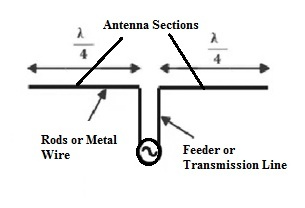 Antenna Sections
λ
4
λ
4
Rods or Metal
Wire
Feeder or
Transmission Line